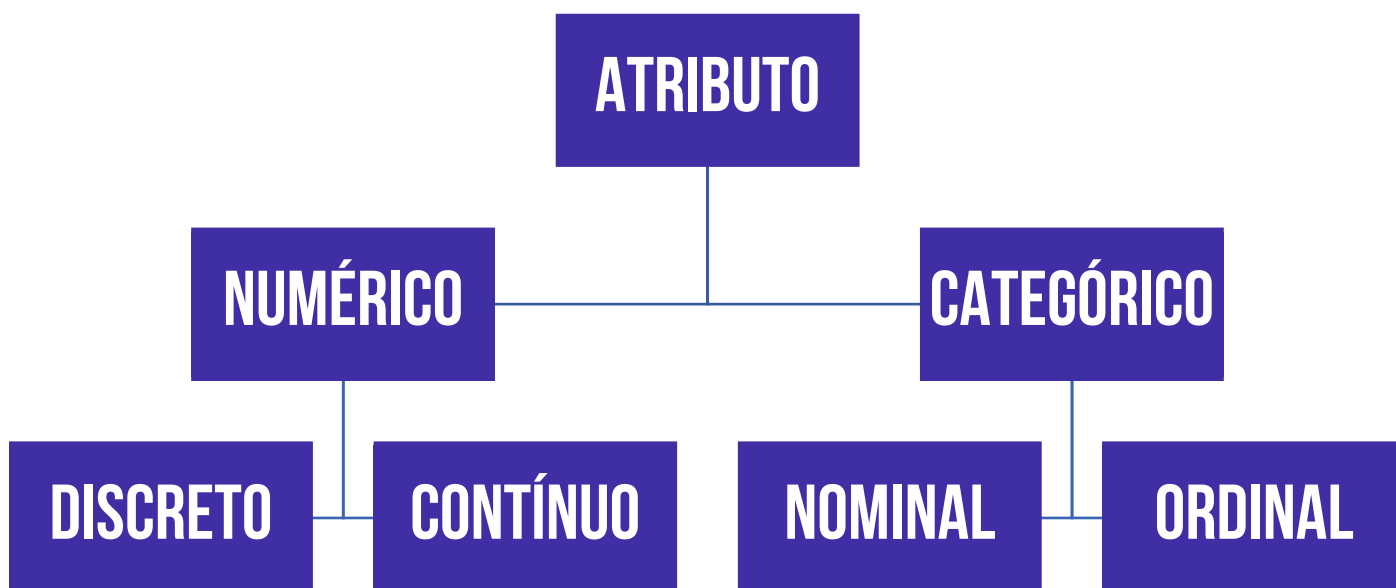 ATRIBUTO
NUMÉRICO
CATEGÓRICO
DISCRETO
CONTÍNUO
NOMINAL
ORDINAL